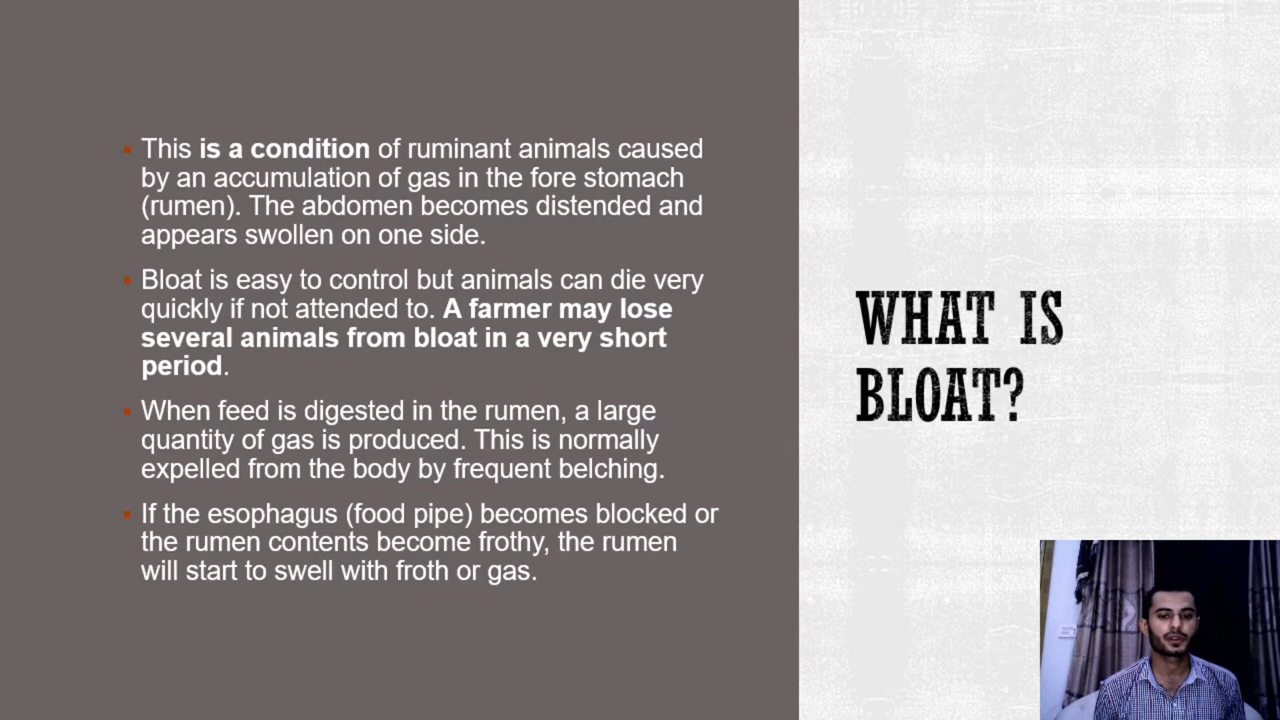 This is a condition of ruminant animals caused
by an accumulation of gas in the fore stomach
(rumen). The abdomen becomes distended and
appears swollen on one side.
Bloat is easy to control but animals can die very
quickly if not attended to. A farmer may lose
several animals from bloat in a very short
period.
When feed is digested in the rumen, a large
quantity of gas is produced. This is normally
expelled from the body by frequent belching.
If the esophagus (food pipe) becomes blocked or
the rumen contents become frothy, the rumen
will start to swell with froth or gas.
WHAT IS
BLOAT?